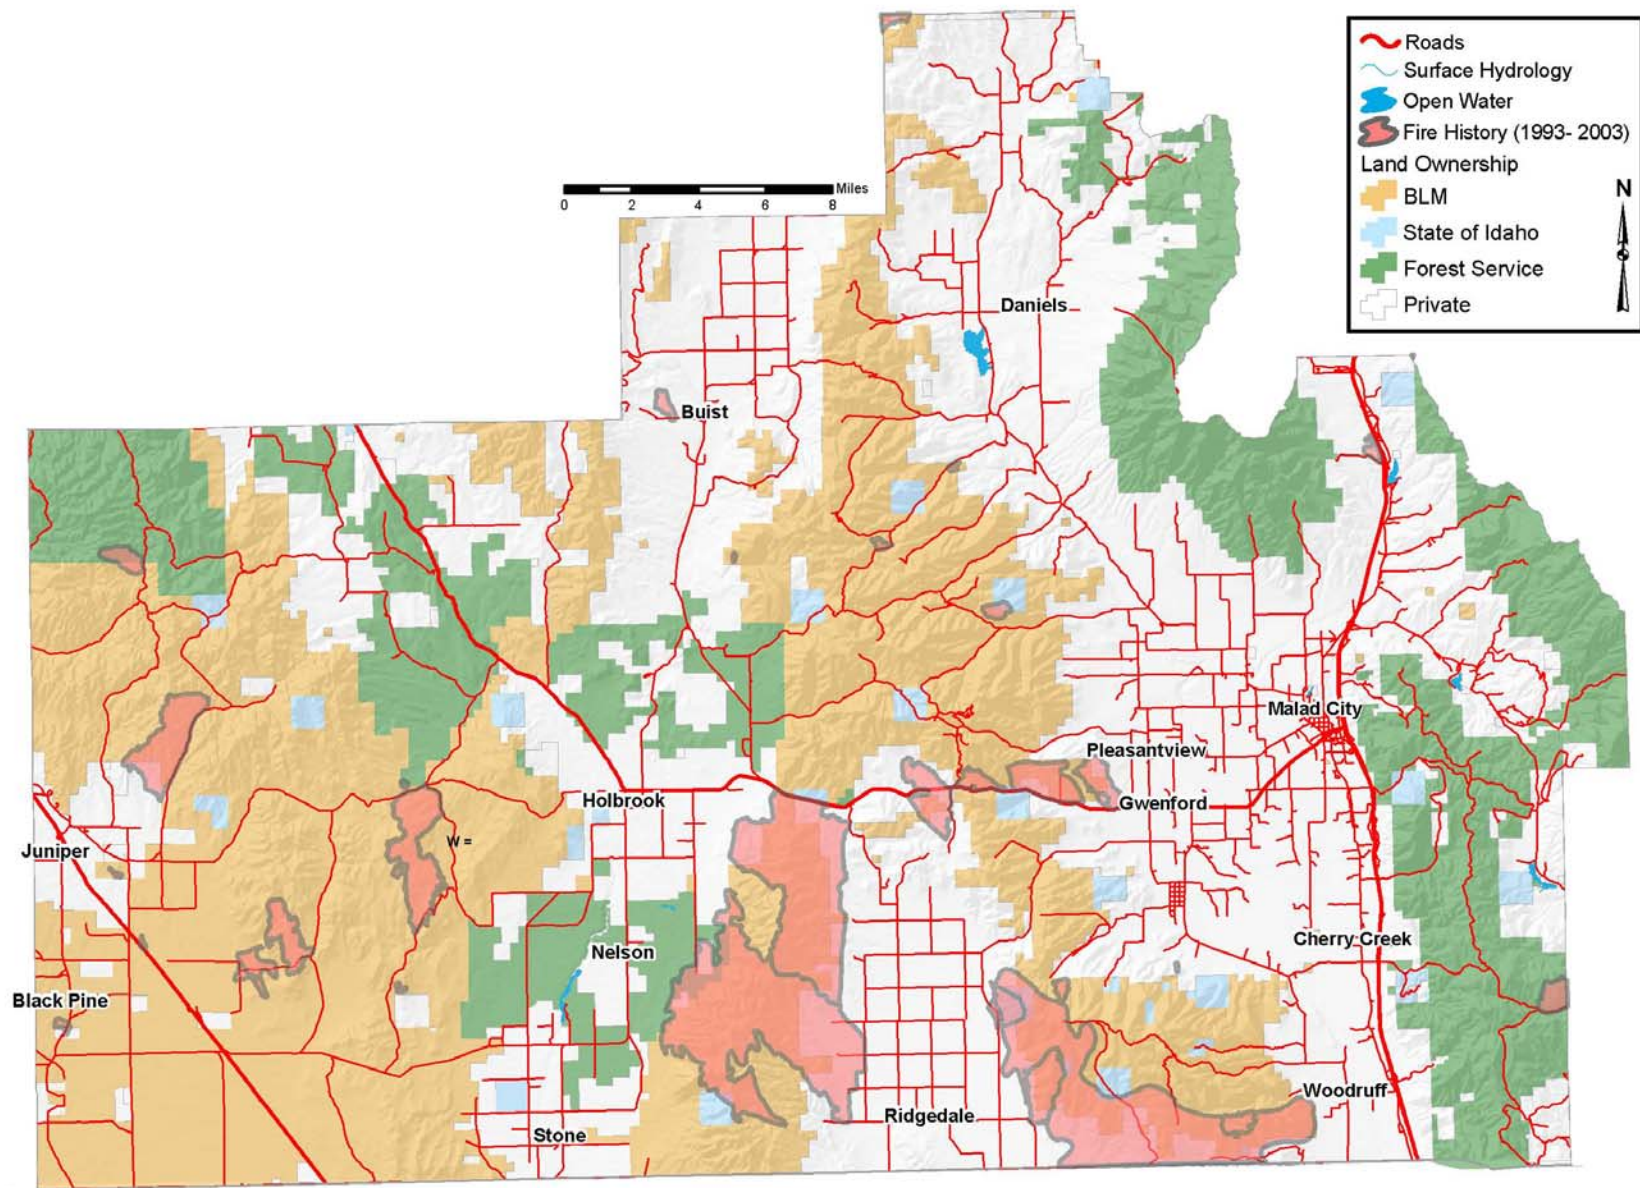 Roads
Surface Hydrology
Open Water
Fire History (1993- 2003)
Land Ownership
BLM
State of Idaho
Forest Service
Private
N
Miles
0 2 4 6 8
Daniels
Buist
Malad City
Pleasantview
Holbrook
Gwenford
W =
Juniper
Cherry Creek
Nelson
Black Pine
Woodruff
Ridgedale
Stone